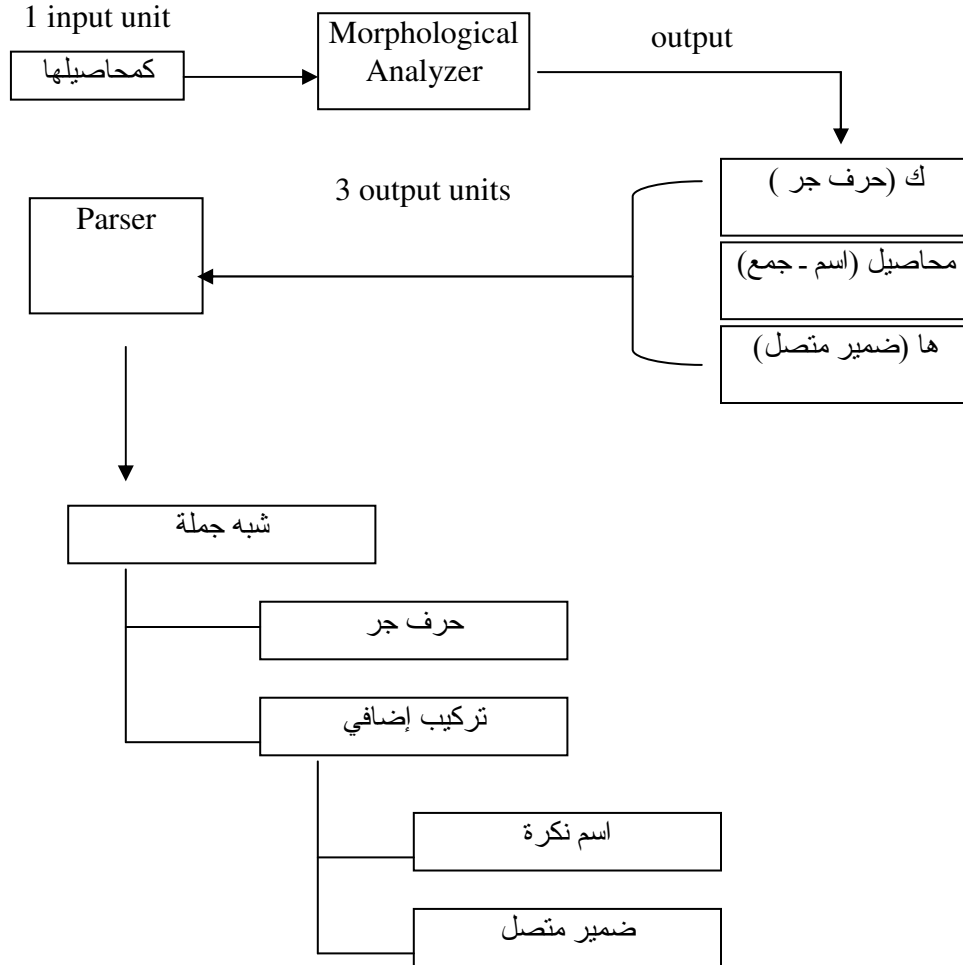 1 input unit
كمحاصيلها
Morphological
Analyzer
output
ك (حرف جر )
محاصيل (اسم - جمع)
ها (ضمير متصل)
3 output units
Parser
شبه جملة
حرف جر
تركيب إضافي
اسم نكرة
ضمير متصل